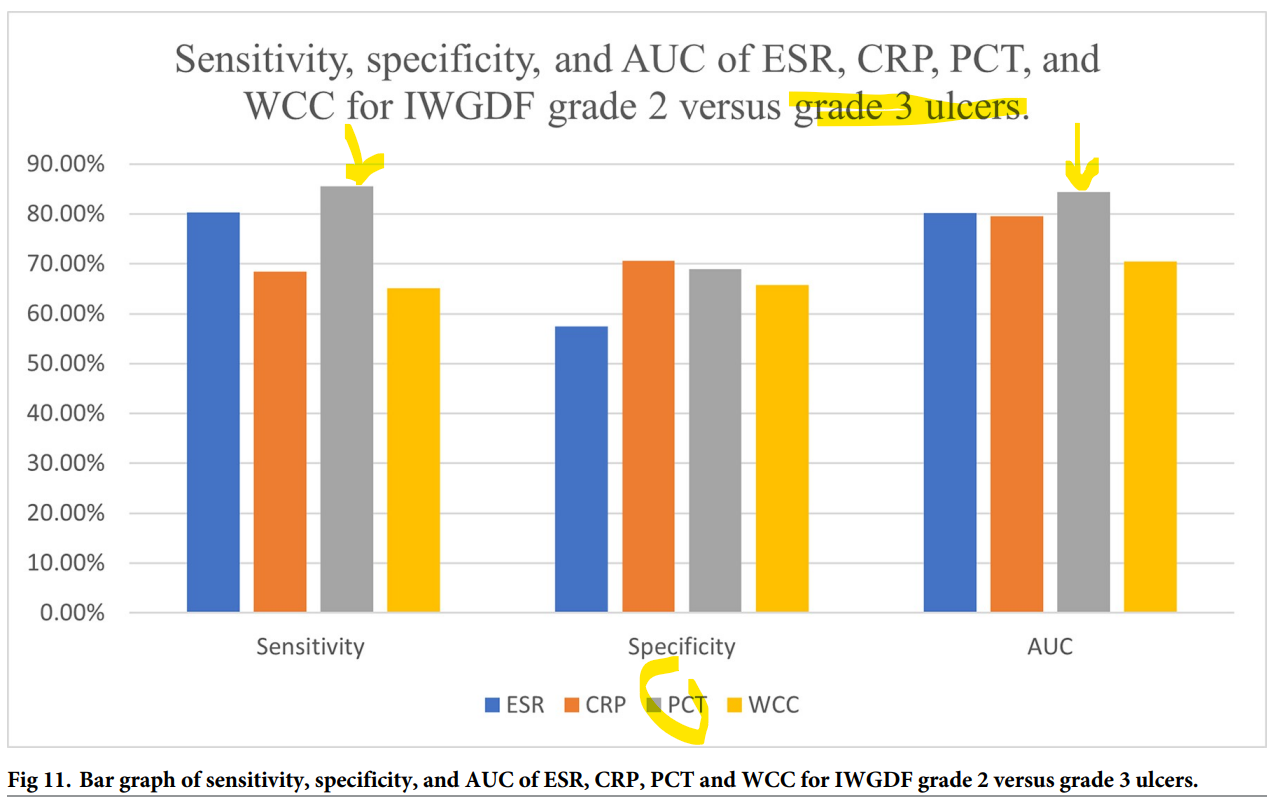 Sensitivity, specificity, and AUC of ESR, CRP, PCT, and
WCC for IWGDF grade 2 versus grade 3 ulcers.
90.00%
80.00%
70.00%
60.00%
50.00%
40.00%
30.00%
20.00%
10.00%
0.00%
Sensitivity Specificity AUC
ESR CRP PCT WCC
Fig 11. Bar graph of sensitivity, specificity, and AUC of ESR, CRP, PCT and WCC for IWGDF grade 2 versus grade 3 ulcers.